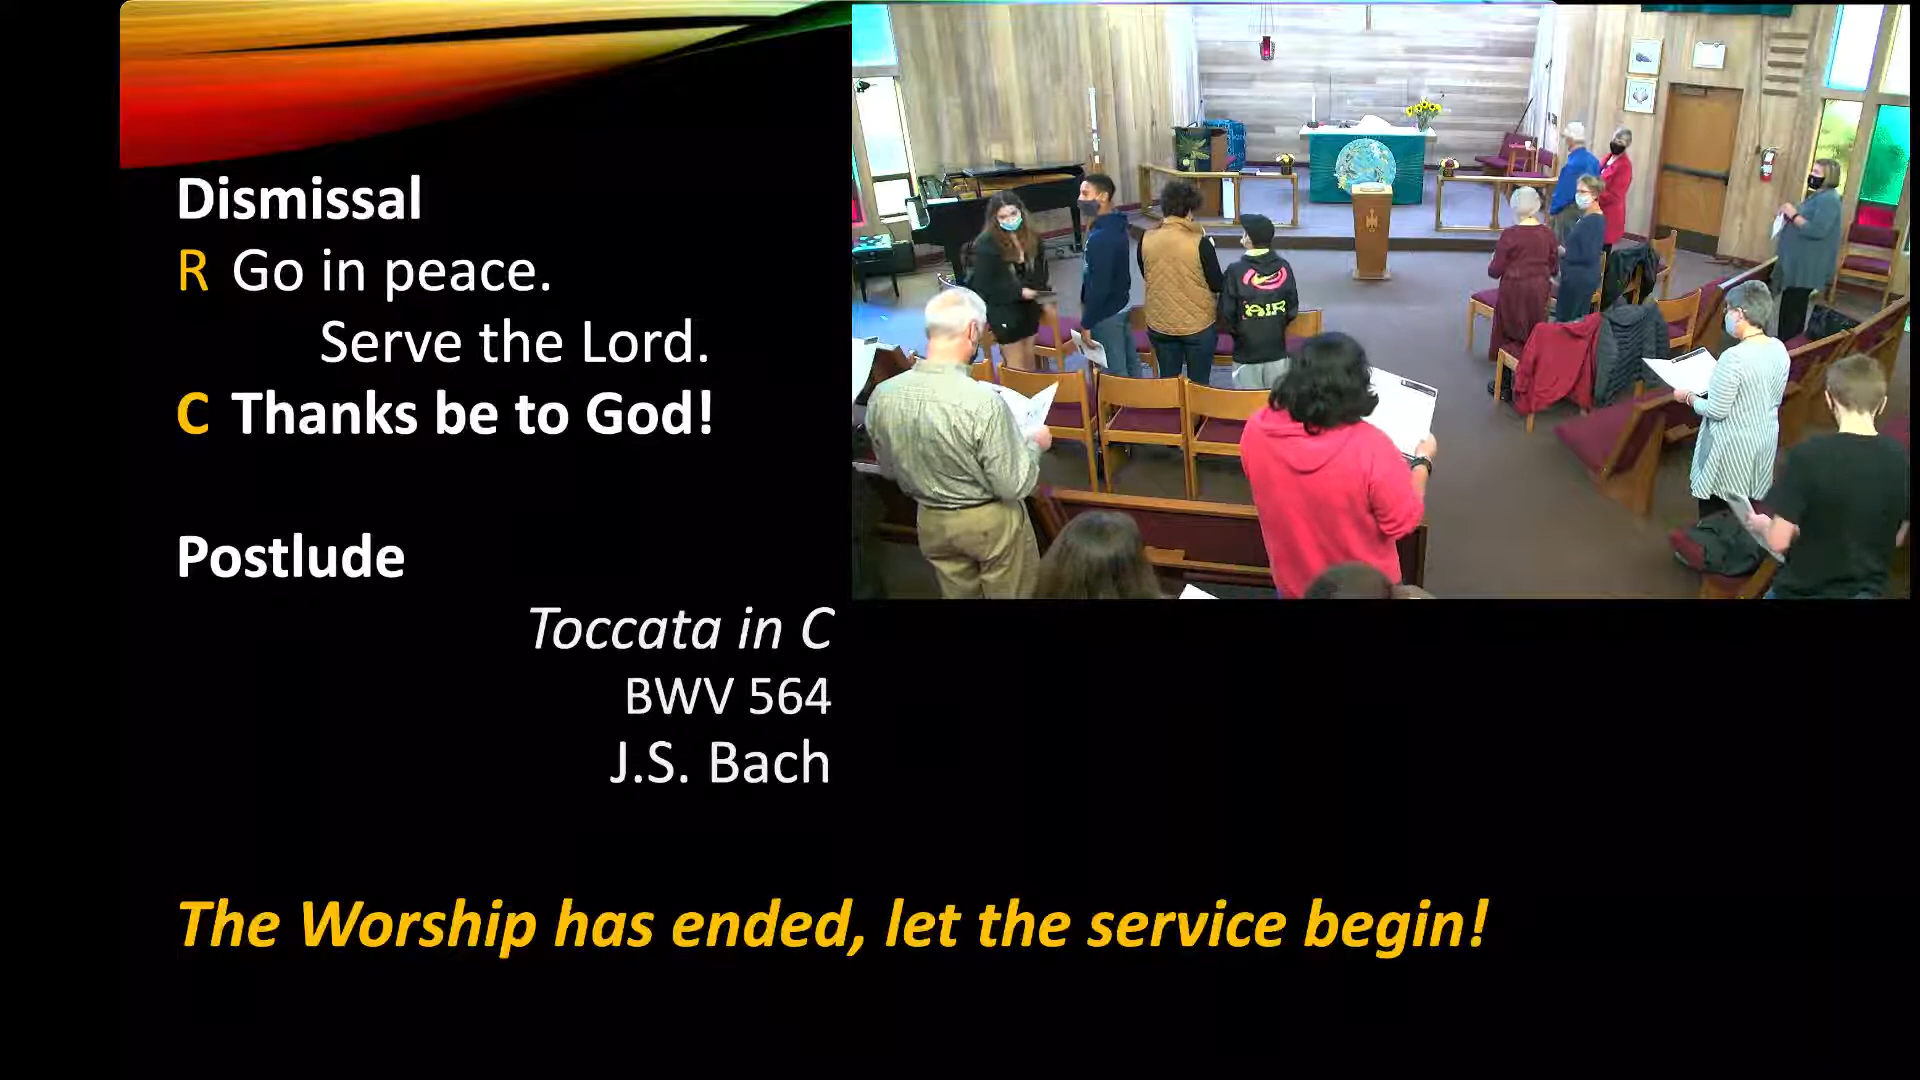 Dismissal
R Go in peace.
Serve the Lord.
C Thanks be to God!
Postlude
Toccata in C
BWV 564
J.S. Bach
The Worship has ended, let the service begin!
AIR